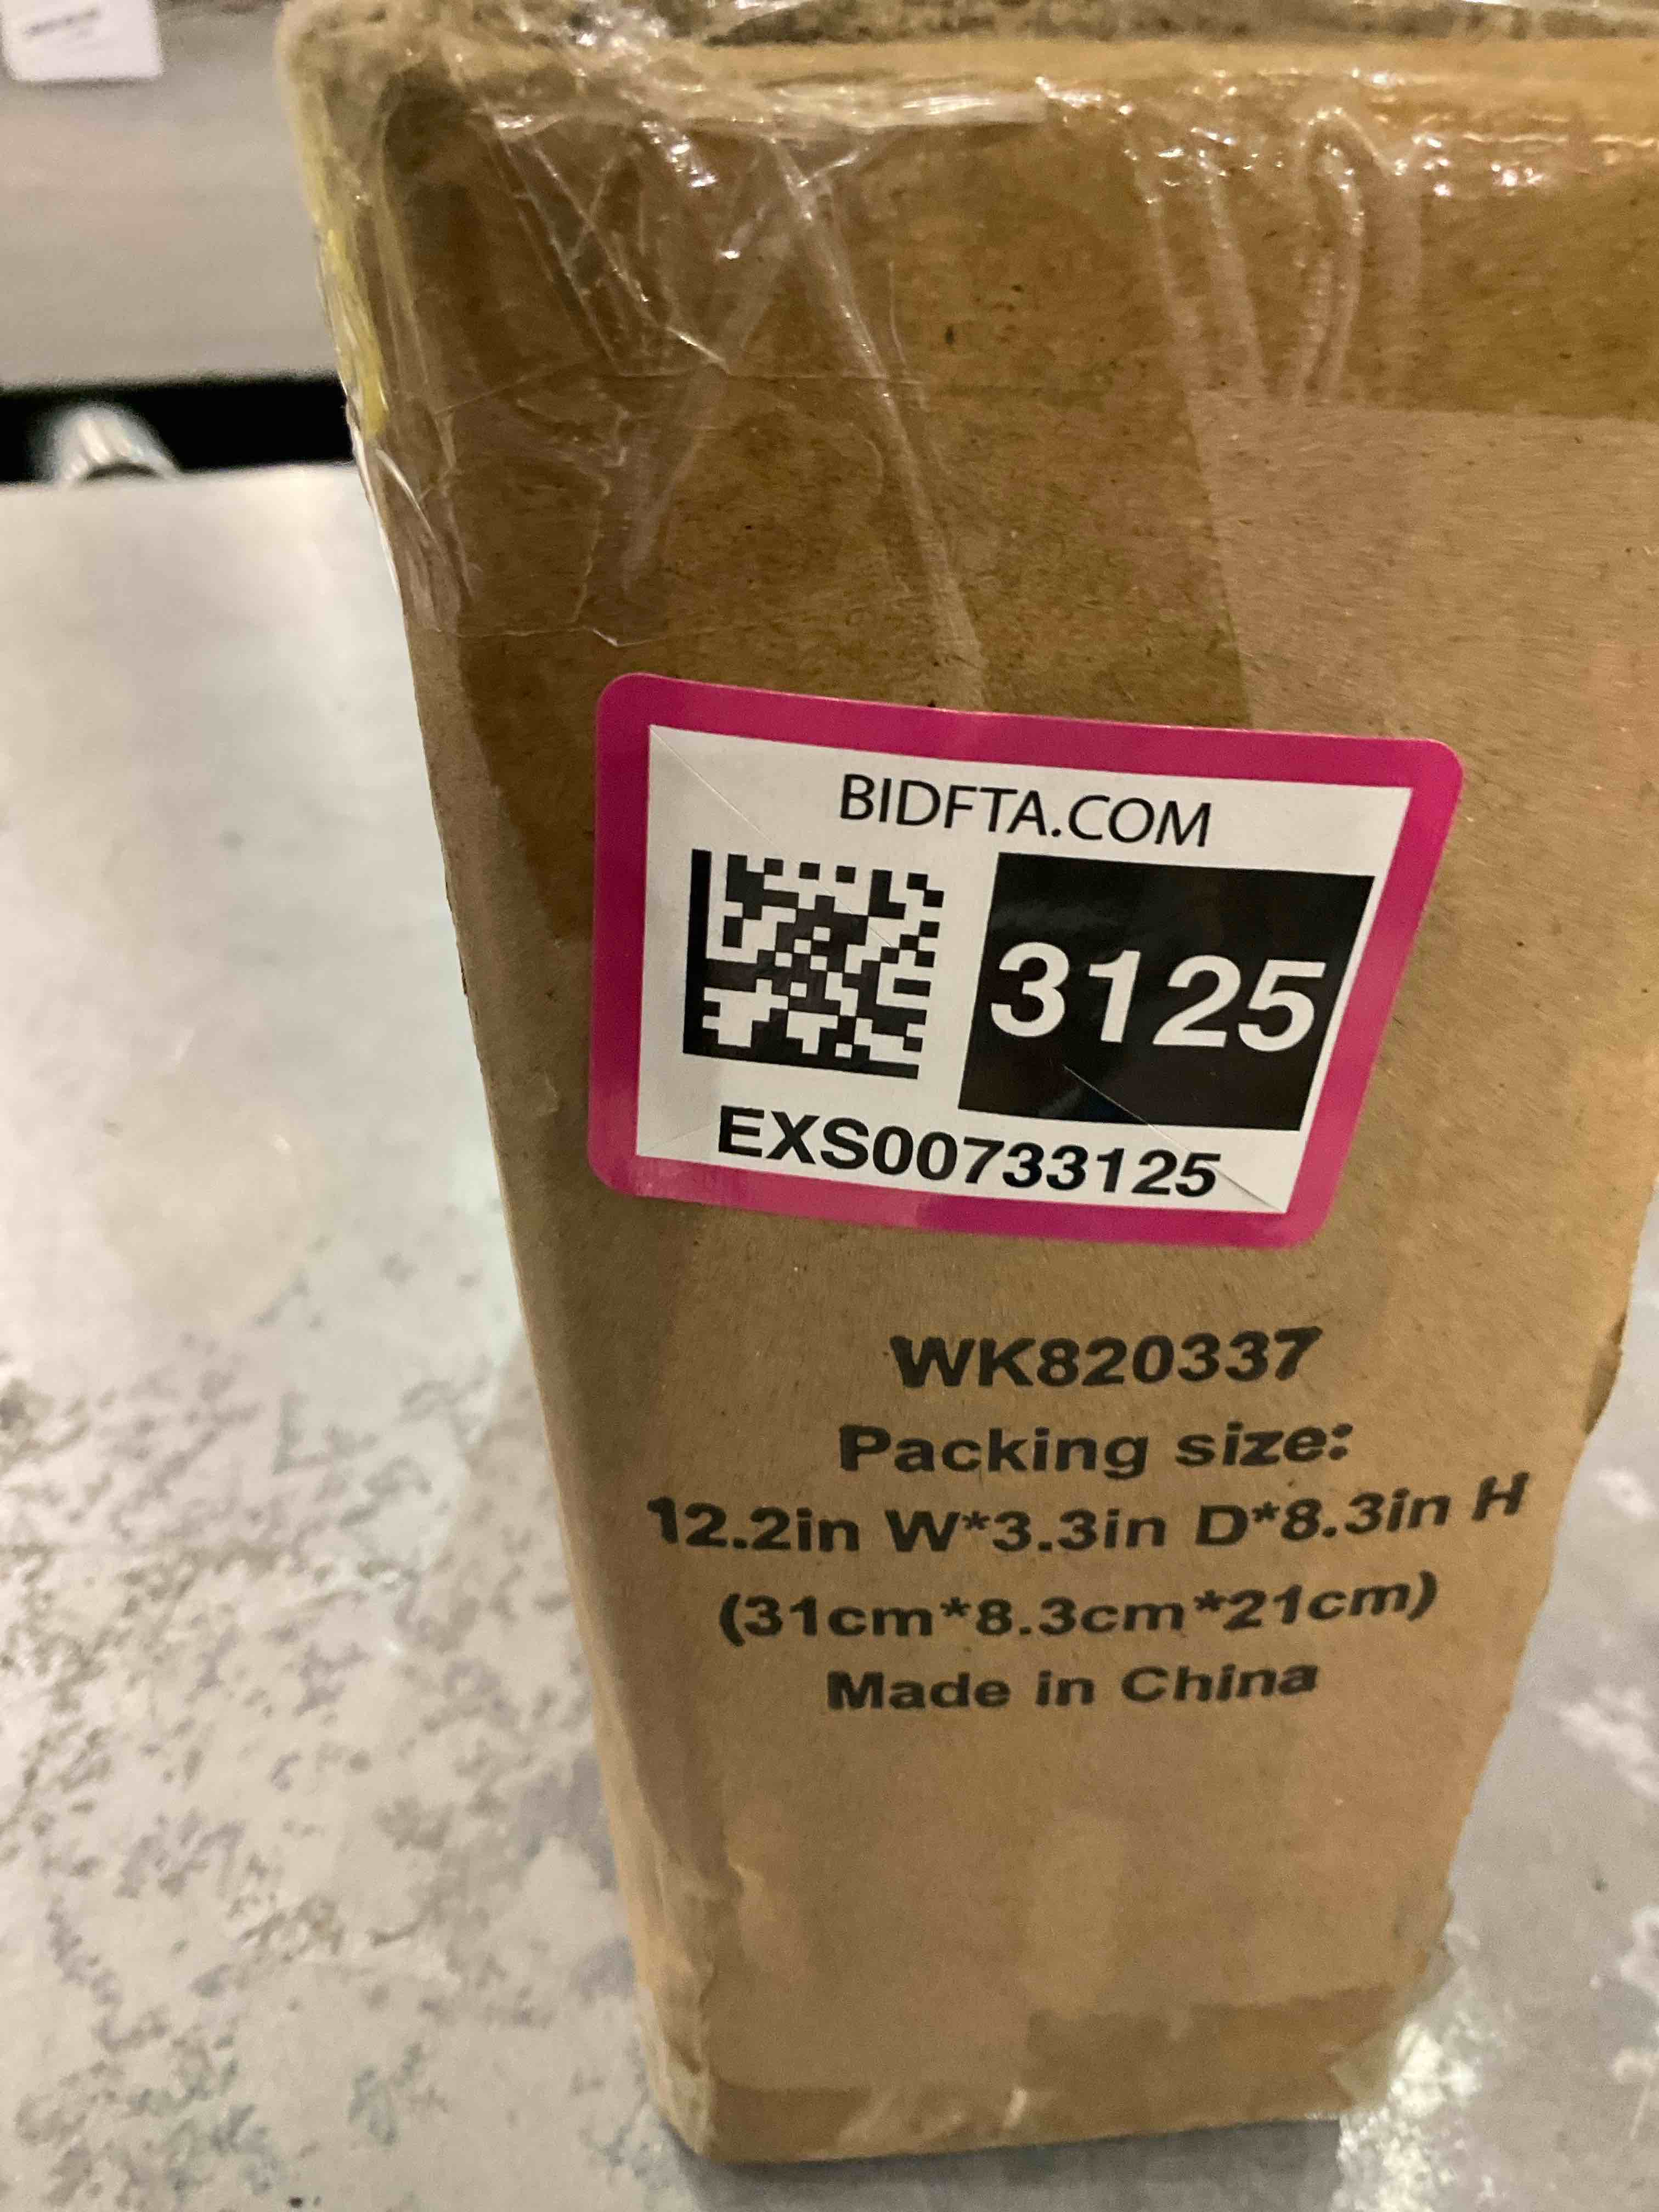 BIDFTA.COM
3125
EXS00733125
WK820337
Packing size:
12.2in W*3.3in D*8.3in H
(31cm*8.3cm*21cm)
Made in China